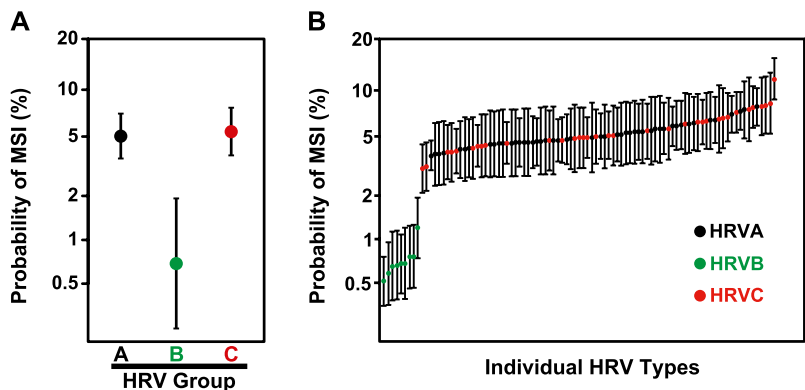 A
Probability of MSI (%)
20
10
5
2
1
0.5
A B C
HRV Group
B
Probability of MSI (%)
20
10
5
2
1
0.5
HRVA
HRVB
HRVC
Individual HRV Types